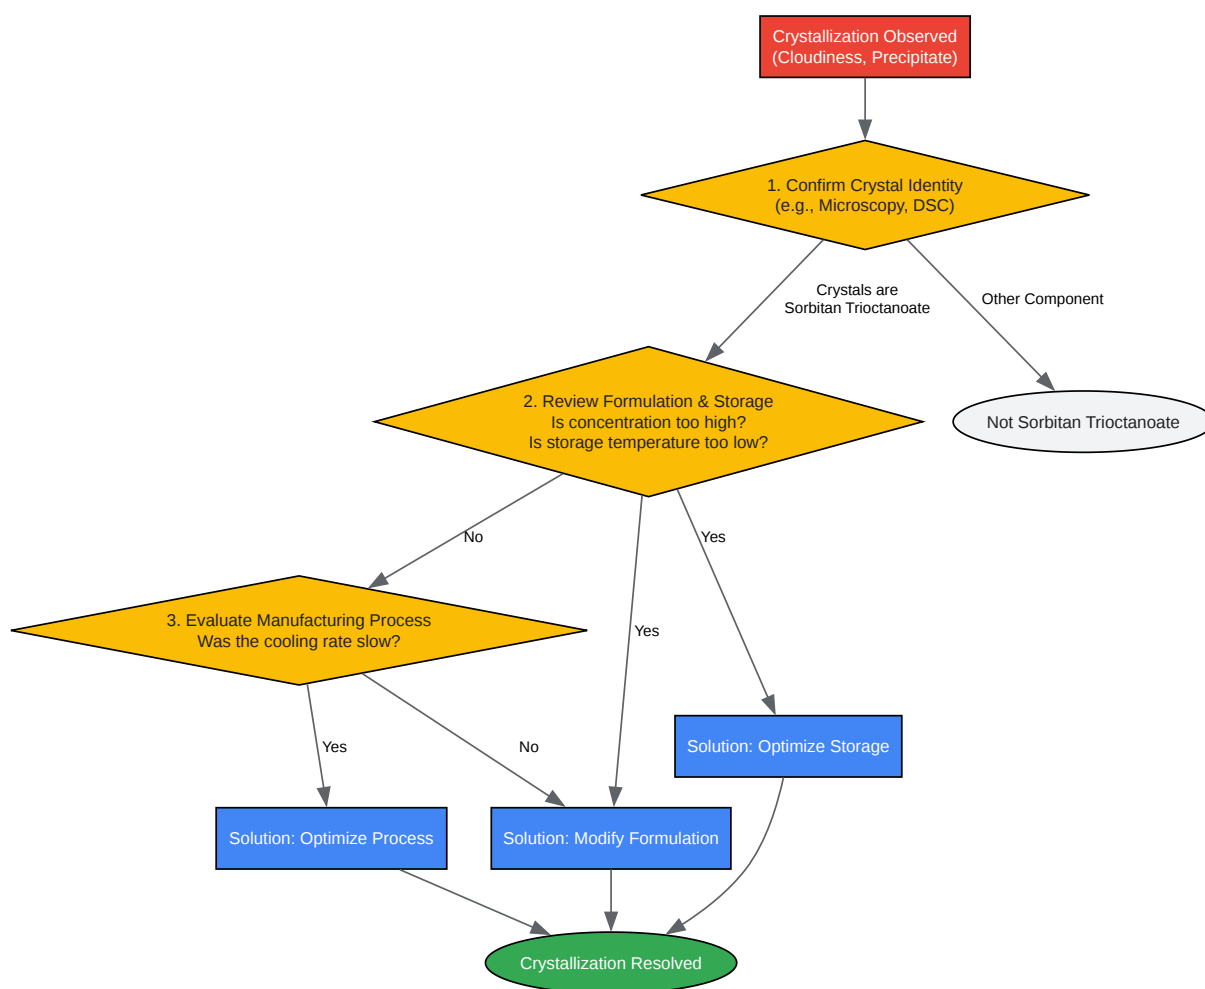 Crystallization Observed
(Cloudiness, Precipitate)
1. Confirm Crystal Identity
(e.g., Microscopy, DSC)
Crystals are
Sorbitan Trioctanoate
Other Component
2. Review Formulation & Storage
Is concentration too high?
Is storage temperature too low?
Not Sorbitan Trioctanoate
No
Yes
3. Evaluate Manufacturing Process
Was the cooling rate slow?
Yes
Yes
No
Solution: Optimize Storage
Solution: Optimize Process
Solution: Modify Formulation
Crystallization Resolved